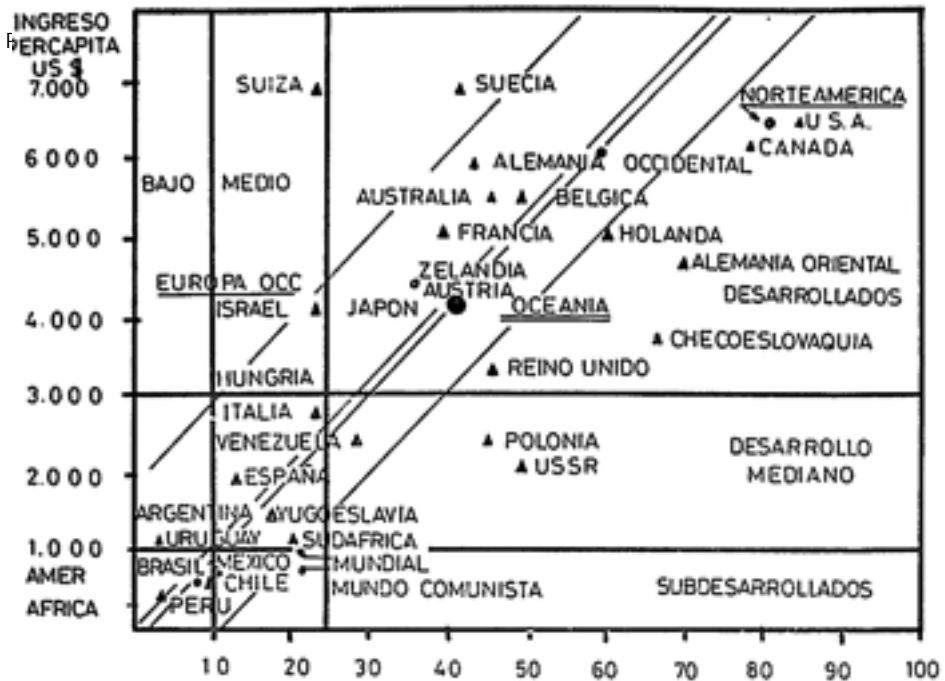 INGRESO
PERCAPITA
US $
7.000
SUIZA
SUECIA
NORTEAMERICA
U S.A.
CANADA
6 000
ALEMANIA OCCIDENTAL
BAJO
MEDIO
AUSTRALIA
BELGICA
5.000
FRANCIA
HOLANDA
ALEMANIA ORIENTAL
ZELANDIA
EUROPA OCC
AUSTRIA
DESARROLLADOS
ISRAEL
JAPON
OCEANIA
4.000
CHECOESLOVAQUIA
REINO UNIDO
HUNGRIA
3.000
ITALIA
VENEZUELA
POLONIA
DESARROLLO
MEDIANO
USSR
2.000
ESPAÑA
ARGENTINA
YUGOESLAVIA
URUGUAY
SUDAFRICA
1.000
BRASIL
MEXICO
MUNDIAL
AMER
CHILE
MUNDO COMUNISTA
SUBDESARROLLADOS
AFRICA
PERU
10 20 30 40 50 60 70 80 90 100